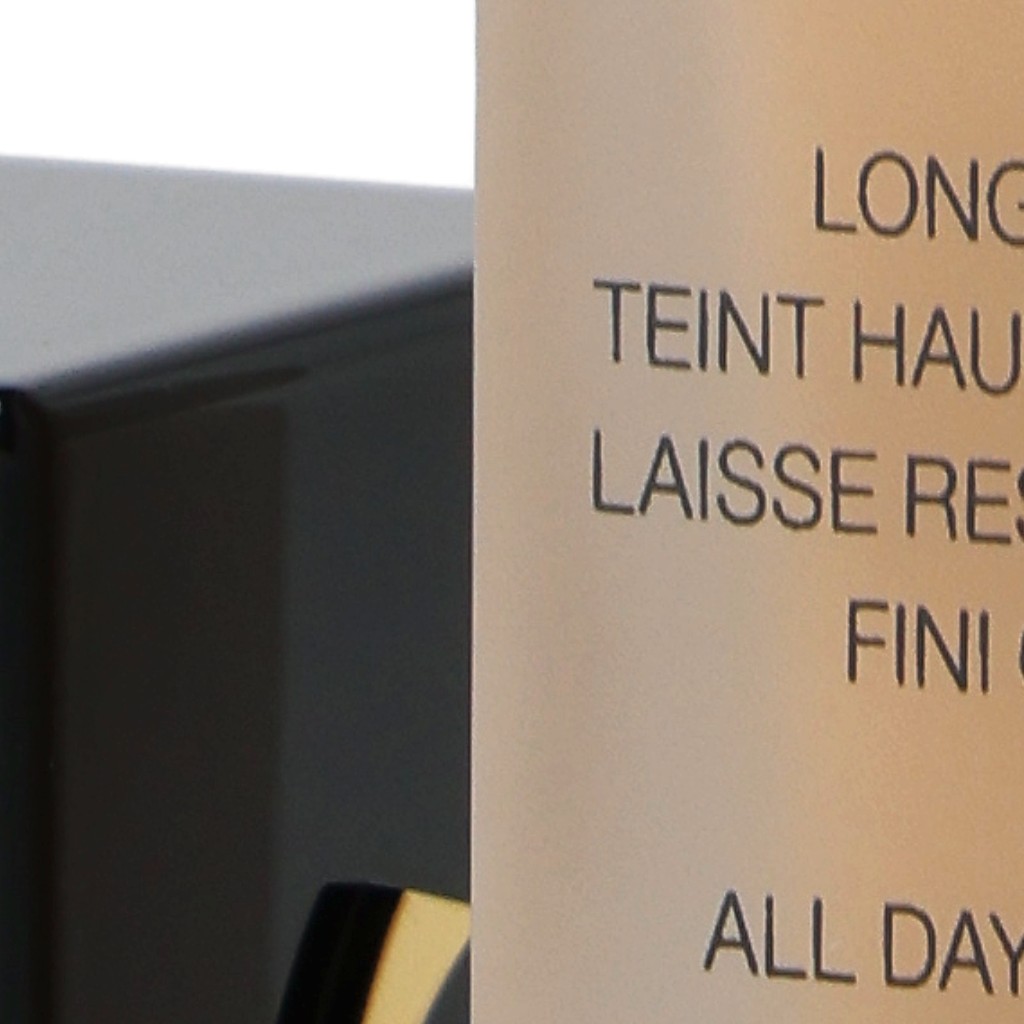 LONG
TEINT HAU
LAISSE RES
FINI
ALL DAY